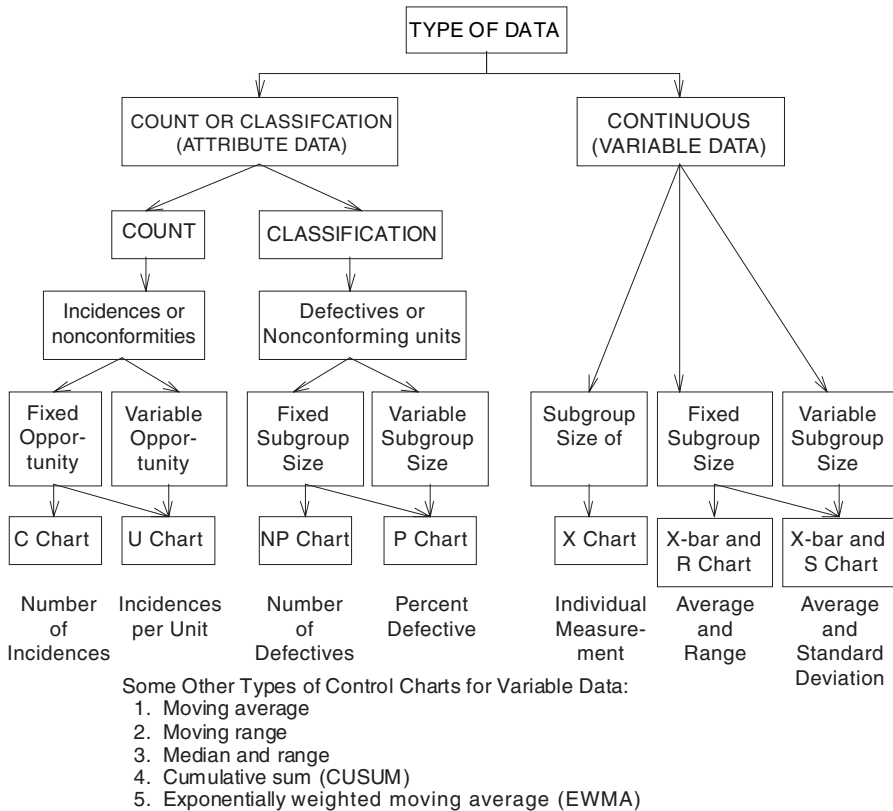 TYPE OF DATA
COUNT OR CLASSIFCATION
(ATTRIBUTE DATA)
CONTINUOUS
(VARIABLE DATA)
COUNT
CLASSIFICATION
Incidences or
nonconformities
Defectives or
Nonconforming units
Fixed
Oppor-
tunity
Variable
Oppor-
tunity
Fixed
Subgroup
Size
Variable
Subgroup
Size
Subgroup
Size of
Fixed
Subgroup
Size
Variable
Subgroup
Size
C Chart
U Chart
NP Chart
P Chart
X Chart
X-bar and
R Chart
X-bar and
S Chart
Number
of
Incidences
Incidences
per Unit
Number
of
Defectives
Percent
Defective
Individual
Measure-
ment
Average
and
Range
Average
and
Standard
Deviation
Some Other Types of Control Charts for Variable Data:
1. Moving average
2. Moving range
3. Median and range
4. Cumulative sum (CUSUM)
5. Exponentially weighted moving average (EWMA)